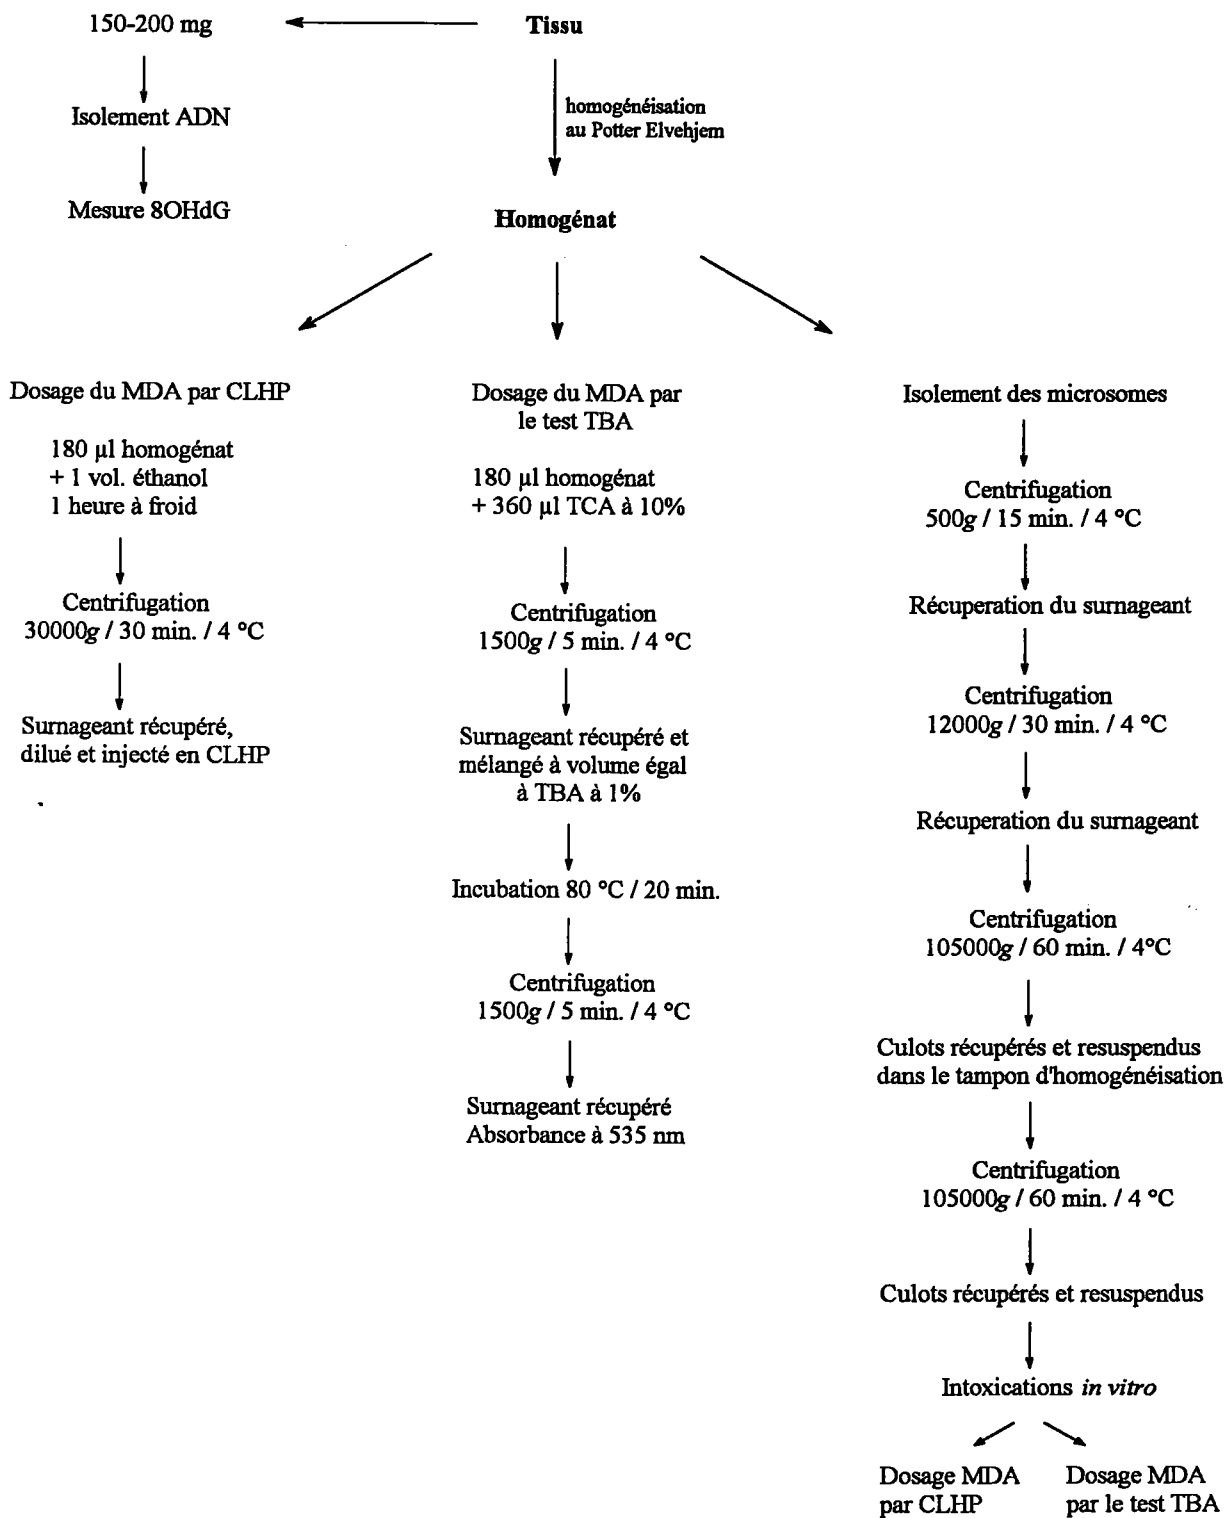 150-200 mg
Tissu
Isolement ADN
Mesure 8OHdG
homogénéisation
au Potter Elvehjem
Homogénat
Dosage du MDA par CLHP
180 µl homogénat
+ 1 vol. éthanol
1 heure à froid
Centrifugation
30000g / 30 min. / 4 °C
Surnageant récupéré,
dilué et injecté en CLHP
Dosage du MDA par
le test TBA
180 µl homogénat
+ 360 µl TCA à 10%
Centrifugation
1500g / 5 min. / 4 °C
Surnageant récupéré et
mélangé à volume égal
à TBA à 1%
Incubation 80 °C / 20 min.
Centrifugation
1500g / 5 min. / 4 °C
Surnageant récupéré
Absorbance à 535 nm
Isolement des microsomes
Centrifugation
500g / 15 min. / 4 °C
Récuperation du surnageant
Centrifugation
12000g / 30 min. / 4 °C
Récuperation du surnageant
Centrifugation
105000g / 60 min. / 4°C
Culots récupérés et resuspendus
dans le tampon d'homogénéisation
Centrifugation
105000g / 60 min. / 4 °C
Culots récupérés et resuspendus
Intoxications in vitro
Dosage MDA
par CLHP
Dosage MDA
par le test TBA